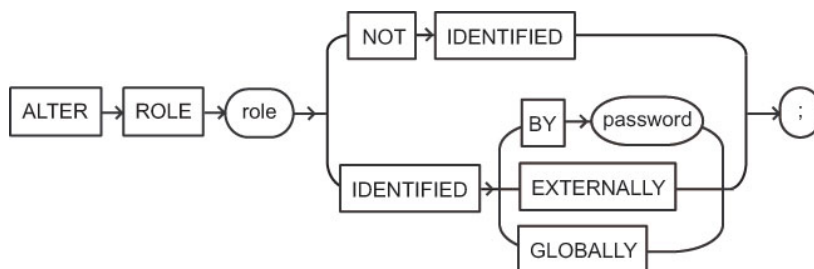 NOT IDENTIFIED
ALTER ROLE role ;
BY password
IDENTIFIED EXTERNALLY
GLOBALLY